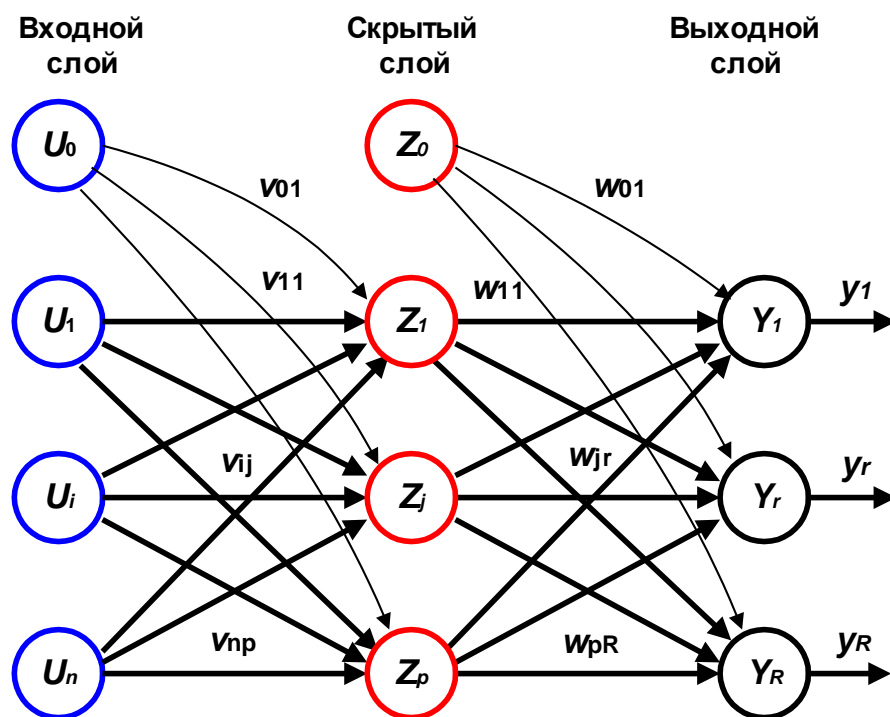 Входной
слой
Скрытый
слой
Выходной
слой
U0
Z0
v01
w01
v11
w11
y1
U1
Z1
Y1
vij
wjr
yr
Ui
Zj
Yr
vnp
wpR
yR
Un
Zp
YR